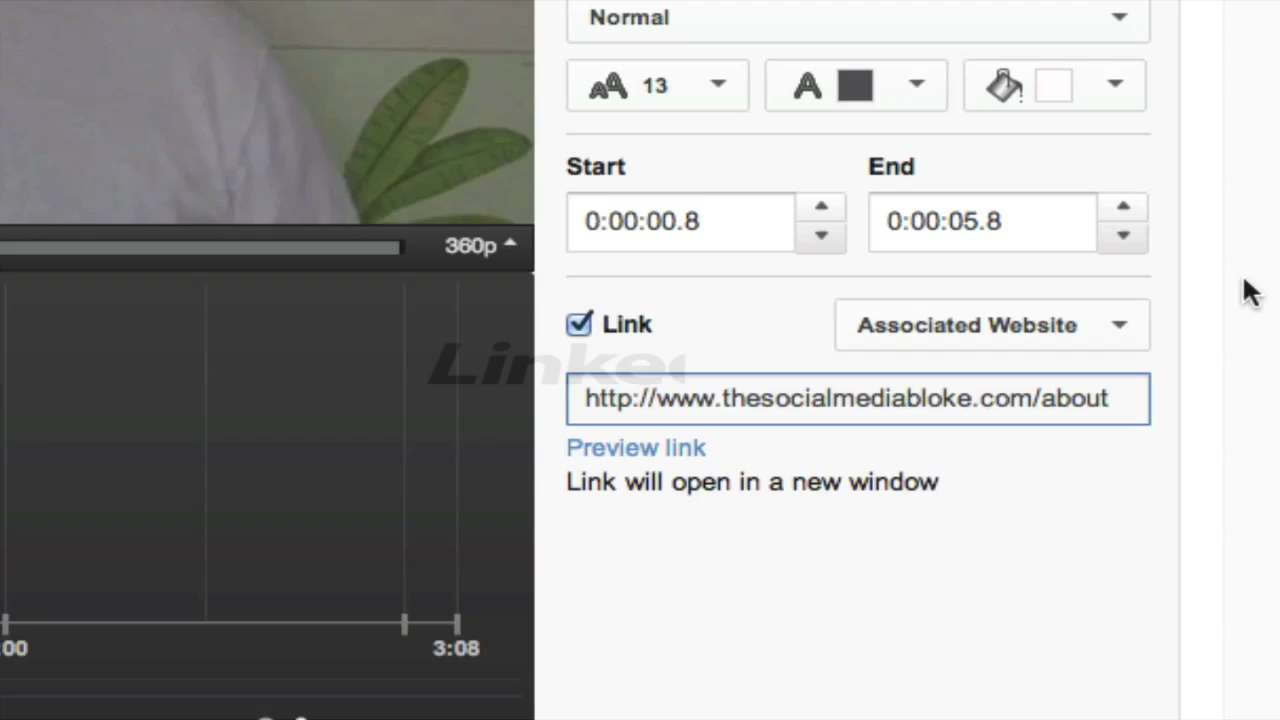 Normal
13
Start
End
0:00:00.8
0:00:05.8
360p
Link
Associated Website
http://www.thesocialmediabloke.com/about
Preview link
Link will open in a new window
:00
3:08